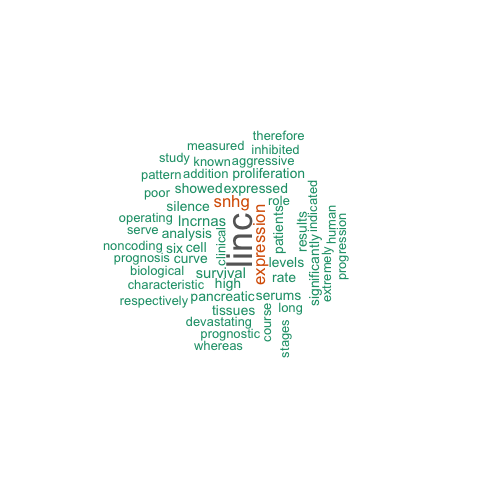 therefore
measured
inhibited
study
known
aggressive
pattern
addition
proliferation
poor
showed
expressed
silence
snhg
role
operating
lncrnas
linc
expression
patients
results
significantly
indicated
extremely
human
progression
serve
analysis
clinical
noncoding
six
cell
prognosis
curve
levels
biological
survival
rate
characteristic
high
respectively
pancreatic
serums
tissues
course
long
devastating
prognostic
stages
whereas